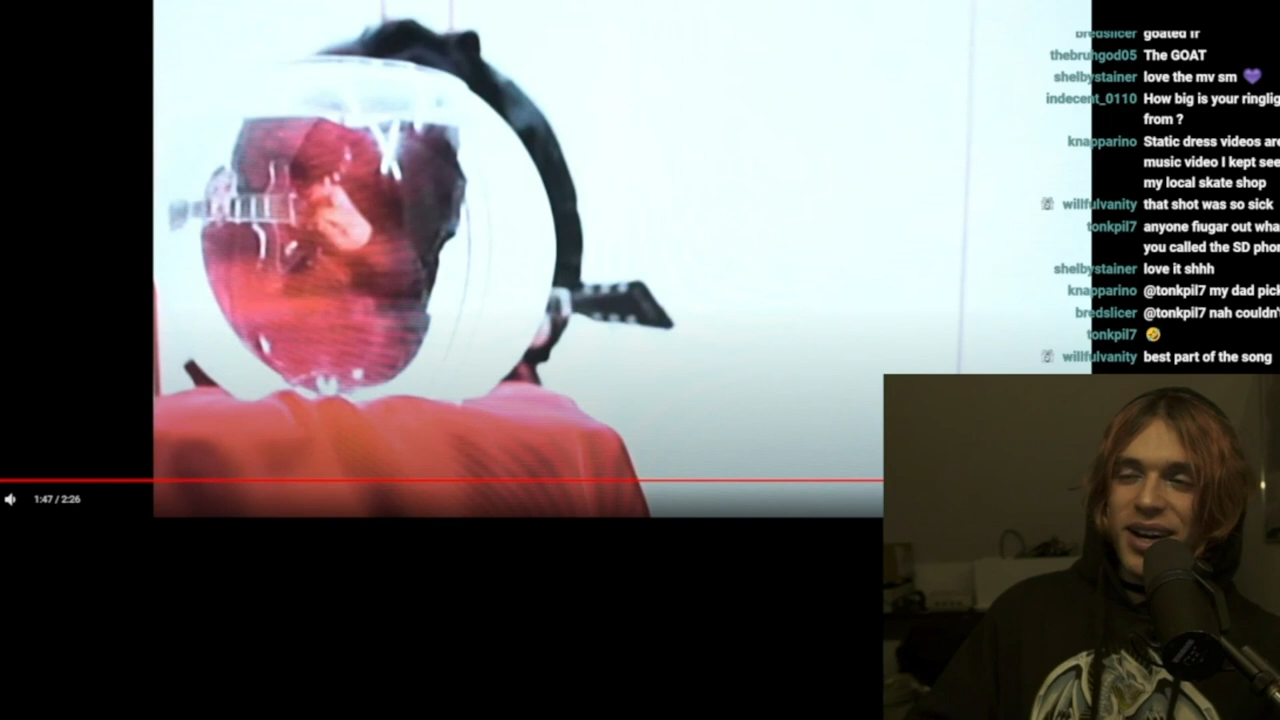 bredslicer goated fr
thebruhgod05 The GOAT
shelbystainer love the mv sm 💜
indecent_0110 How big is your ringlig
from ?
knapparino Static dress videos are
music video I kept see
my local skate shop
willfulvanity that shot was so sick
tonkpil7 anyone fiugar out wha
you called the SD phon
shelbystainer love it shhh
knapparino @tonkpil7 my dad pick
bredslicer @tonkpil7 nah couldn'
tonkpil7 🤣
willfulvanity best part of the song
1:47 / 2:26